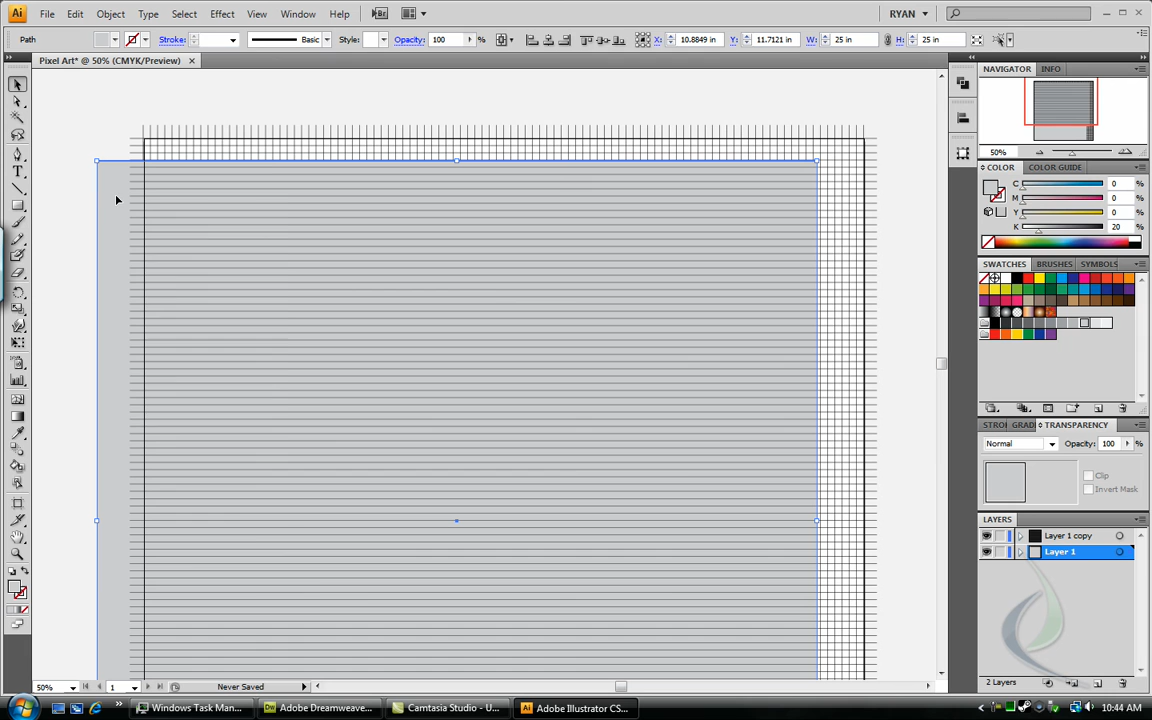 Ai File Edit Object Type Select Effect View Window Help Br RYAN
Path Stroke: Basic Style: Opacity: 100 % X: 10.8849 in Y: 11.7121 in W: 25 in H: 25 in
Pixel Art* @ 50% (CMYK/Preview)
NAVIGATOR INFO
50%
COLOR COLOR GUIDE
C 0 %
M 0 %
Y 0 %
K 20 %
SWATCHES BRUSHES SYMBOLS
STRO GRAD TRANSPARENCY
Normal Opacity: 100 %
Clip
Invert Mask
LAYERS
Layer 1 copy
Layer 1
2 Layers
50% 1 Never Saved
Windows Task Man... Adobe Dreamweave... Camtasia Studio - U... Adobe Illustrator CS... 10:44 AM